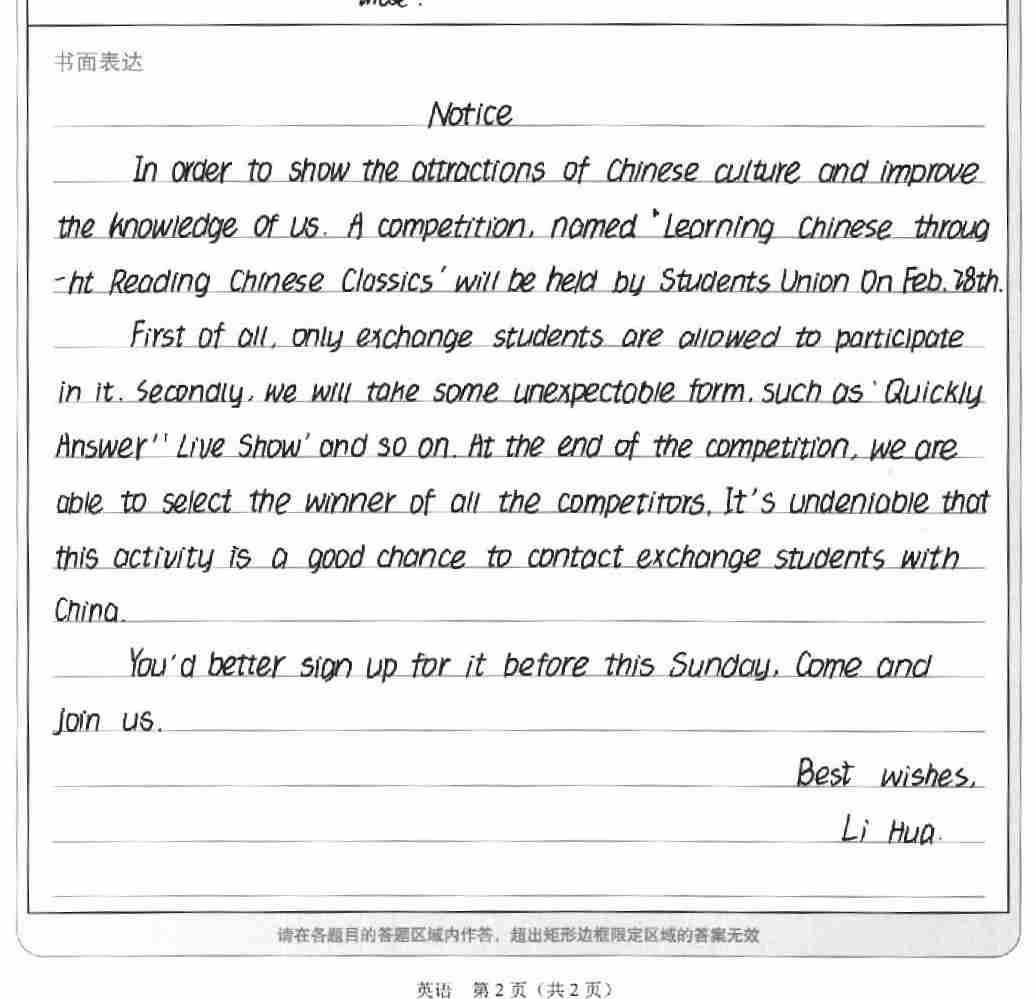 书面表达
Notice
In order to show the attractions of Chinese culture and improve
the knowledge of us. A competition, named 'Learning Chinese throug
-ht Reading Chinese Classics' will be held by Students Union On Feb. 28th.
First of all, only exchange students are allowed to participate
in it. Secondly, we will take some unexpectable form, such as 'Quickly
Answer'' Live Show' and so on. At the end of the competition, we are
able to select the winner of all the competitors. It's undeniable that
this activity is a good chance to contact exchange students with
China.
You'd better sign up for it before this Sunday, Come and
join us.
Best wishes,
Li Hua.
请在各题目的答题区域内作答，超出矩形边框限定区域的答案无效
英语 第 2 页（共 2 页）